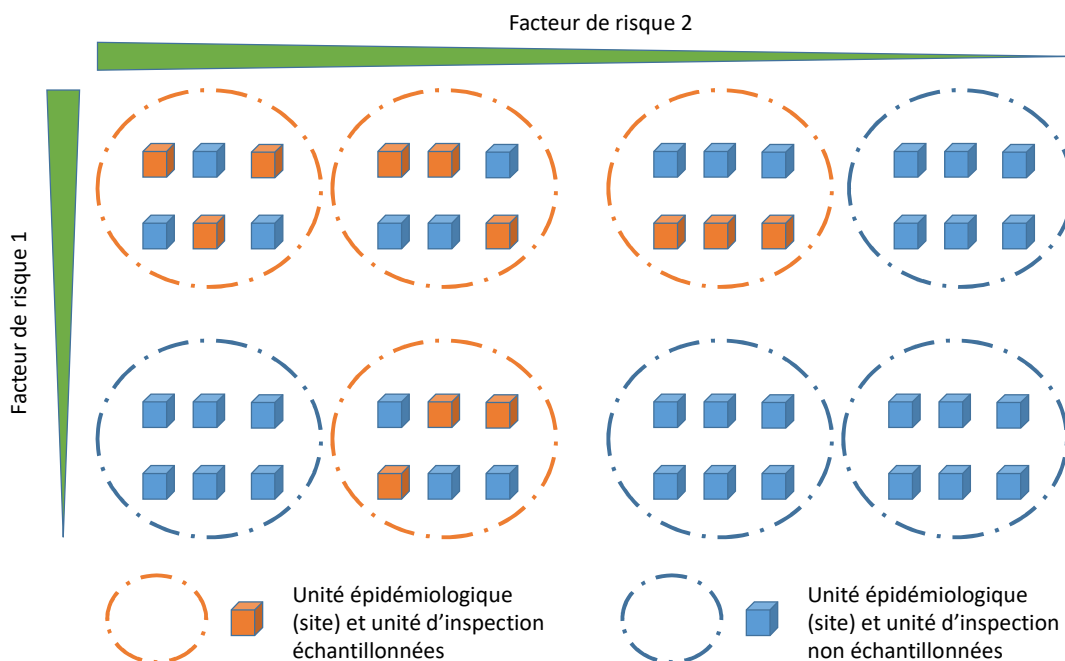 Facteur de risque 2
Facteur de risque 1
Unité épidémiologique
(site) et unité d'inspection
échantillonnées
Unité épidémiologique
(site) et unité d'inspection
non échantillonnées